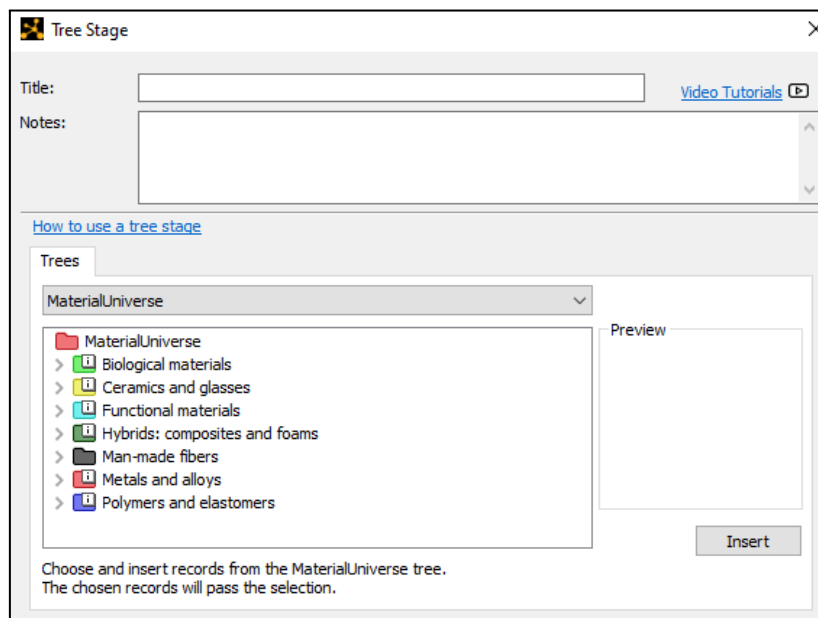 Tree Stage
Title:
Video Tutorials
Notes:
How to use a tree stage
Trees
MaterialUniverse
Preview
MaterialUniverse
Biological materials
Ceramics and glasses
Functional materials
Hybrids: composites and foams
Man-made fibers
Metals and alloys
Polymers and elastomers
Insert
Choose and insert records from the MaterialUniverse tree.
The chosen records will pass the selection.